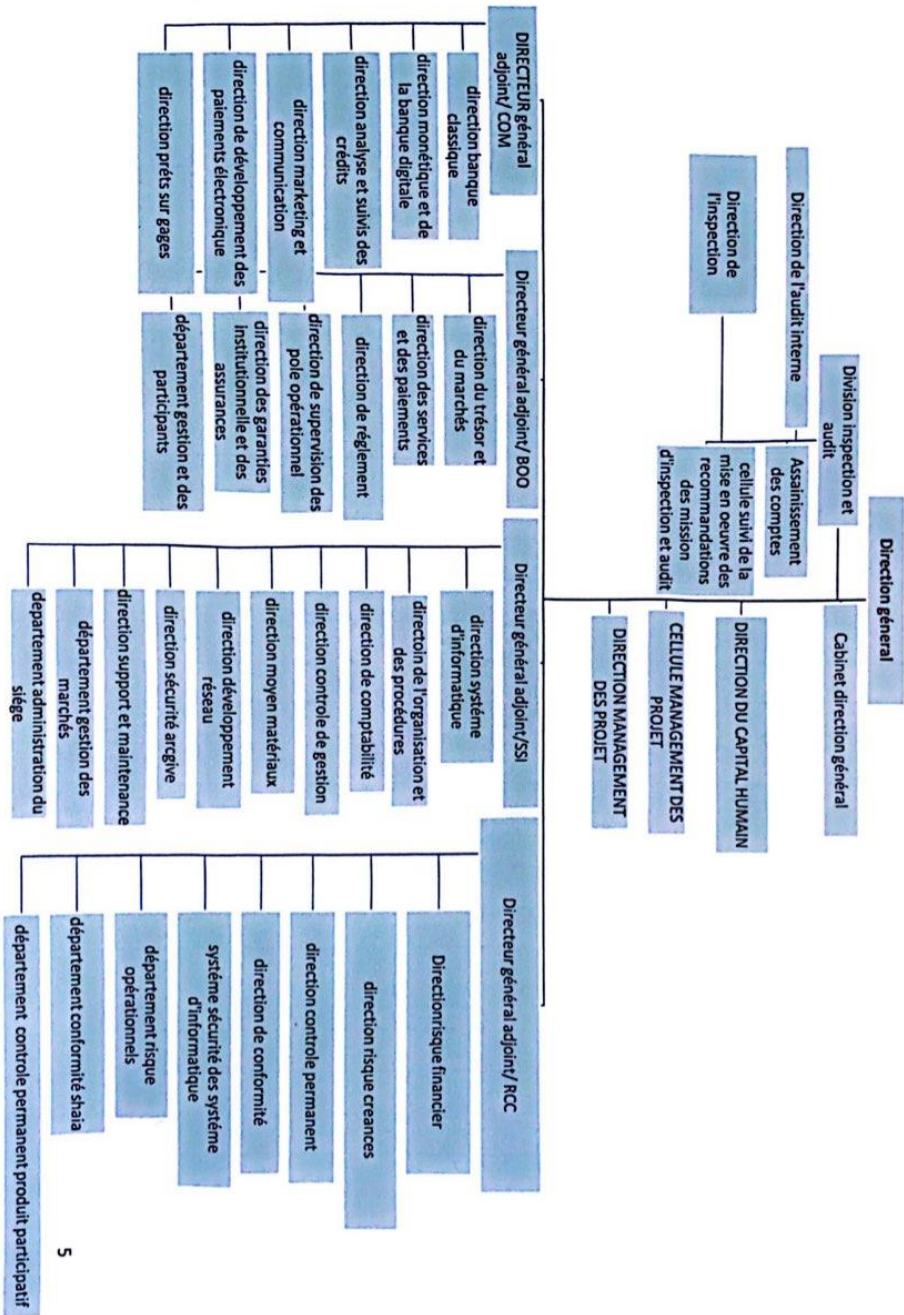 Direction général
Division inspection et
audit
Cabinet direction général
Direction de l'audit interne
Assainissement
des comptes
Direction de
l'inspection
cellule suivi de la
mise en oeuvre des
recommandations
des mission
d'inspection et audit
DIRECTION DU CAPITAL HUMAIN
CELLULE MANAGEMENT DES
PROJET
DIRECTION MANAGEMENT
DES PROJET
DIRECTEUR général
adjoint/ COM
direction banque
classique
direction monétique et de
la banque digitale
direction analyse et suivis des
crédits
direction marketing et
communication
direction de développement des
paiements électronique
direction préts sur gages
Directeur général adjoint/ BOO
direction du trésor et
du marchés
direction des services
et des paiements
direction de réglement
direction de supervision des
pole opérationnel
direction des garanties
institutionnelle et des
assurances
département gestion et des
participants
Directeur général adjoint/SSI
direction systéme
d'informatique
directoin de l'organisation et
des procédures
direction de comptabilité
direction controle de gestion
direction moyen matériaux
direction développement
réseau
direction sécurité arcgive
direction support et maintenance
département gestion des
marchés
departement administration du
siége
Directeur général adjoint/ RCC
Directionrisque financier
direction risque creances
direction controle permanent
direction de conformité
systéme sécurité des systéme
d'informatique
département risque
opérationnels
département conformité shaia
département controle permanent produit participatif
5